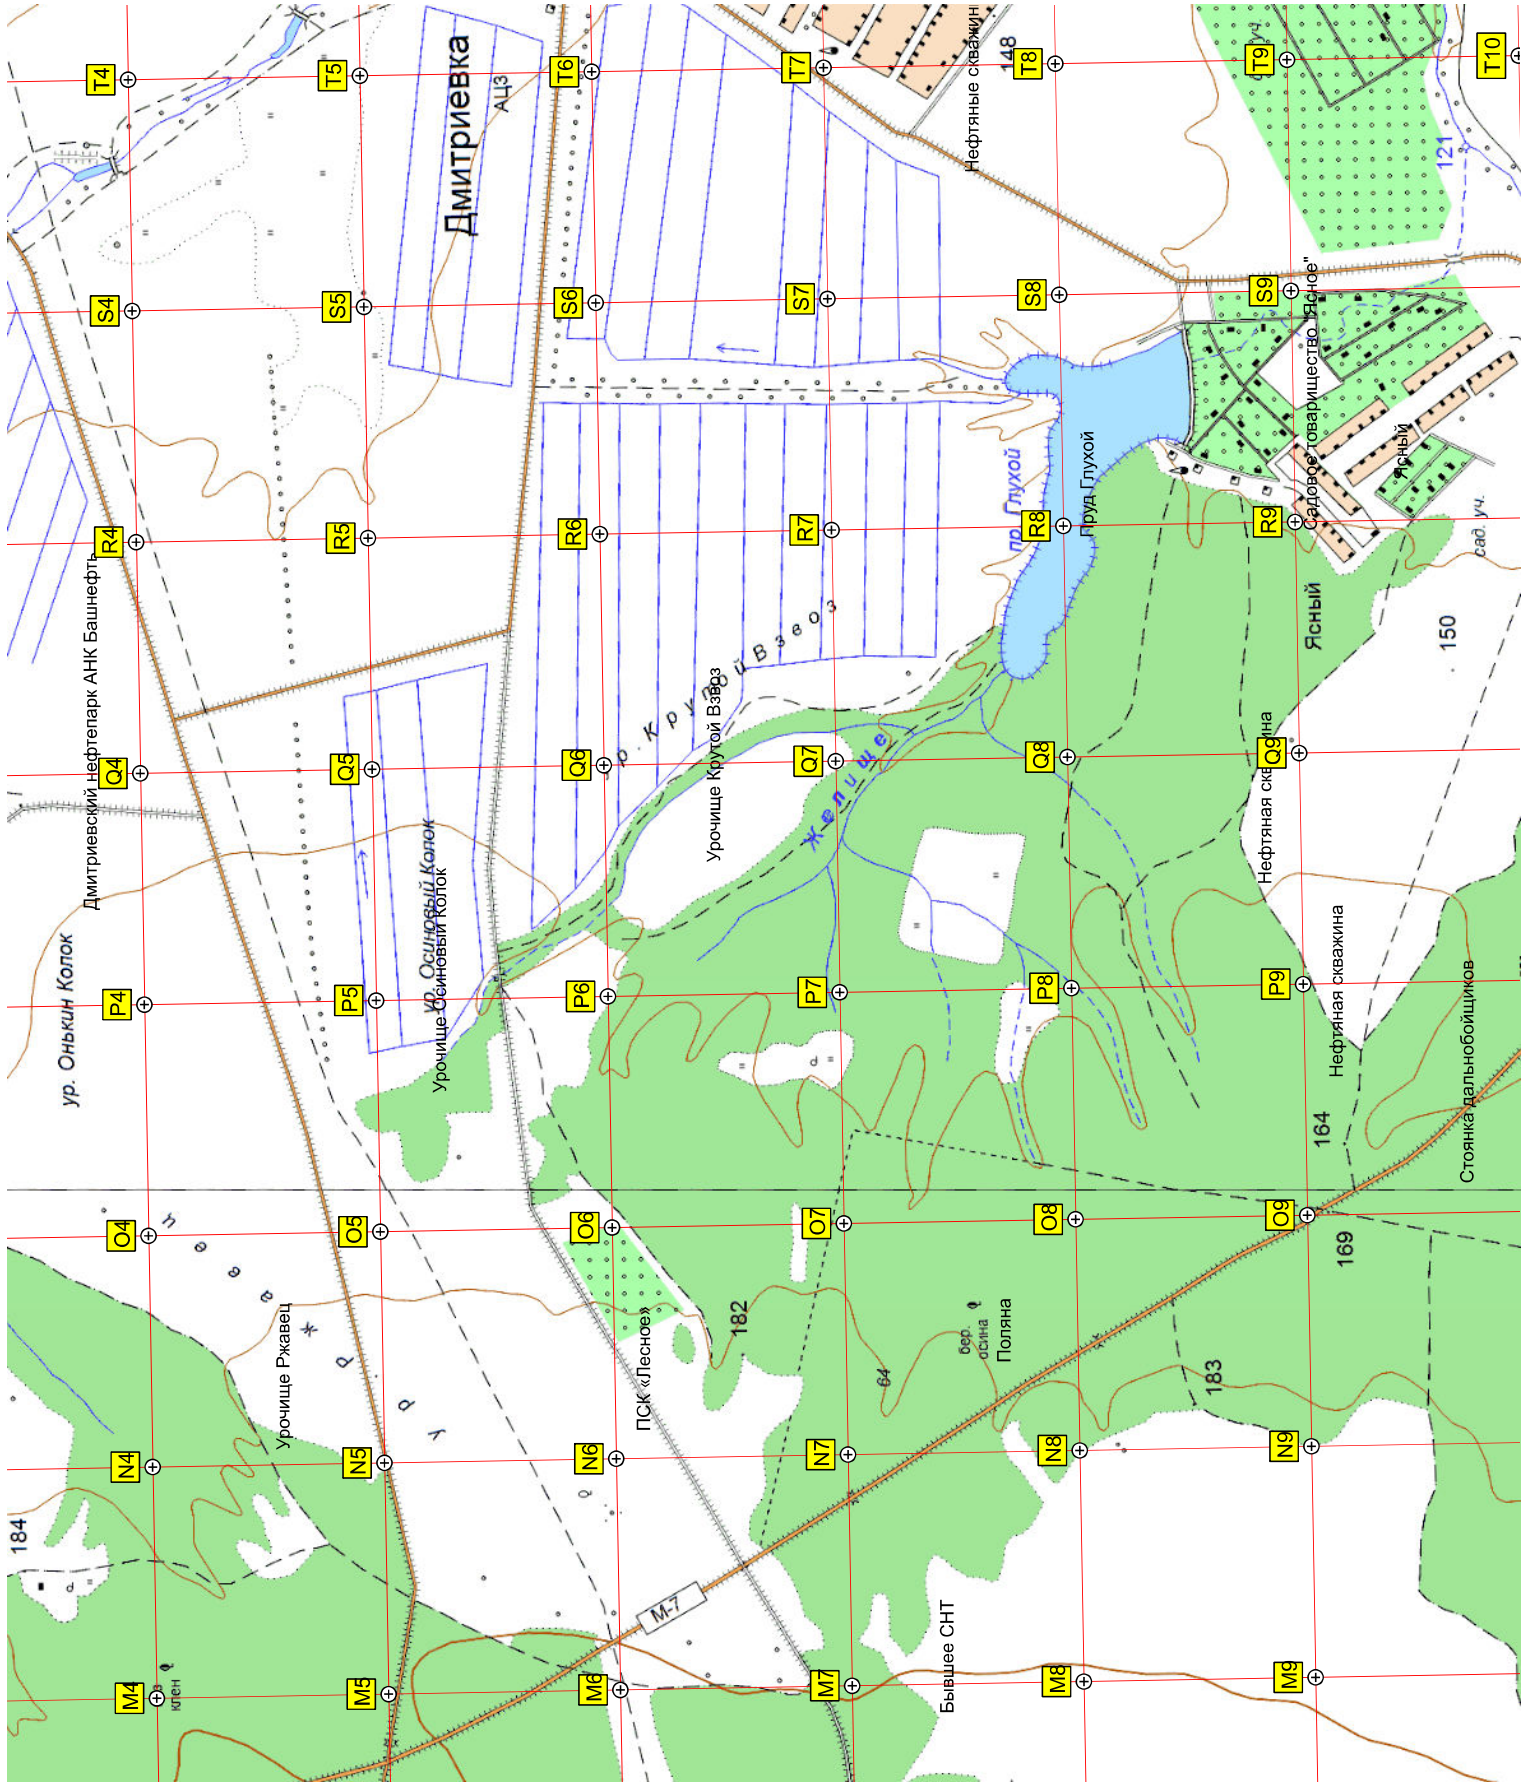 T4
T5
T6
T7
T8
T9
T10
S4
S5
S6
S7
S8
S9
R4
R5
R6
R7
R8
R9
Q4
Q5
Q6
Q7
Q8
Q9
P4
P5
P6
P7
P8
P9
O4
O5
O6
O7
O8
O9
N4
N5
N6
N7
N8
N9
M4
M5
M6
M7
M8
M9
Дмитриевка
АЦЗ
Нефтяные скважин
148
121
Дмитриевский нефтепарк АНК Башнефть
ур. Онькин Колок
ур. Осиновый Колок
Урочище Осиновый Колок
Урочище Крутой Взвоз
р. Крутой Взвоз
Желище
пр. Глухой
Пруд Глухой
Садовое товарищество "Ясное"
Ясный
Ясный
сад. уч.
150
Нефтяная скважина
Нефтяная скважина
Стоянка дальнобойщиков
164
169
183
182
64
бер.
осина
Поляна
ПСК «Лесное»
Урочище Ржавец
ур. Ржавец
184
клен
М-7
Бывшее СНТ